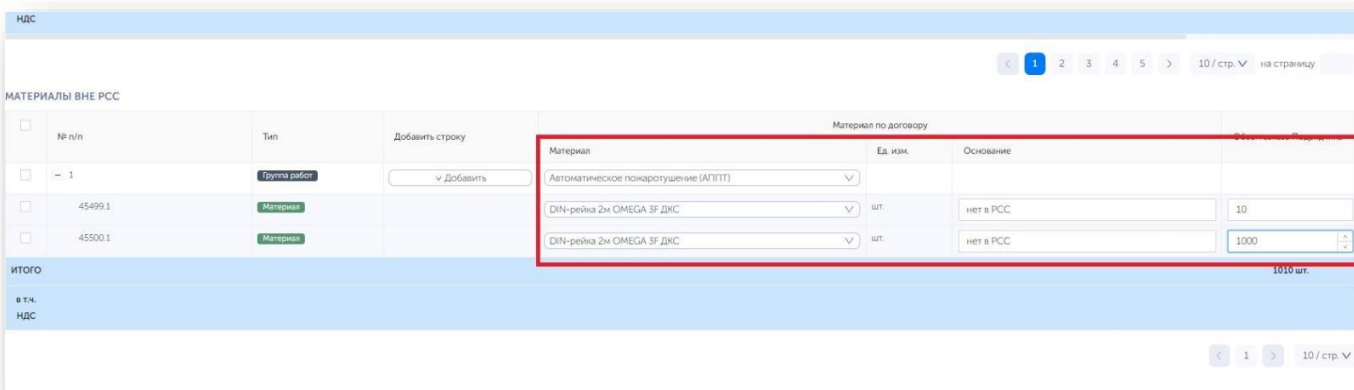 НДС
1 2 3 4 5 10 / стр. на страницу
МАТЕРИАЛЫ ВНЕ РСС
Материал по договору
№ п/п Тип Добавить строку
Материал Ед. изм. Основание
1 Группа работ Добавить Автоматическое пожаротушение (АППТ)
45499.1 Материал DIN-рейка 2м OMEGA 3F ДКС шт. нет в РСС 10
45500.1 Материал DIN-рейка 2м OMEGA 3F ДКС шт. нет в РСС 1000
ИТОГО 1010 шт.
в т.ч.
НДС
1 10 / стр.